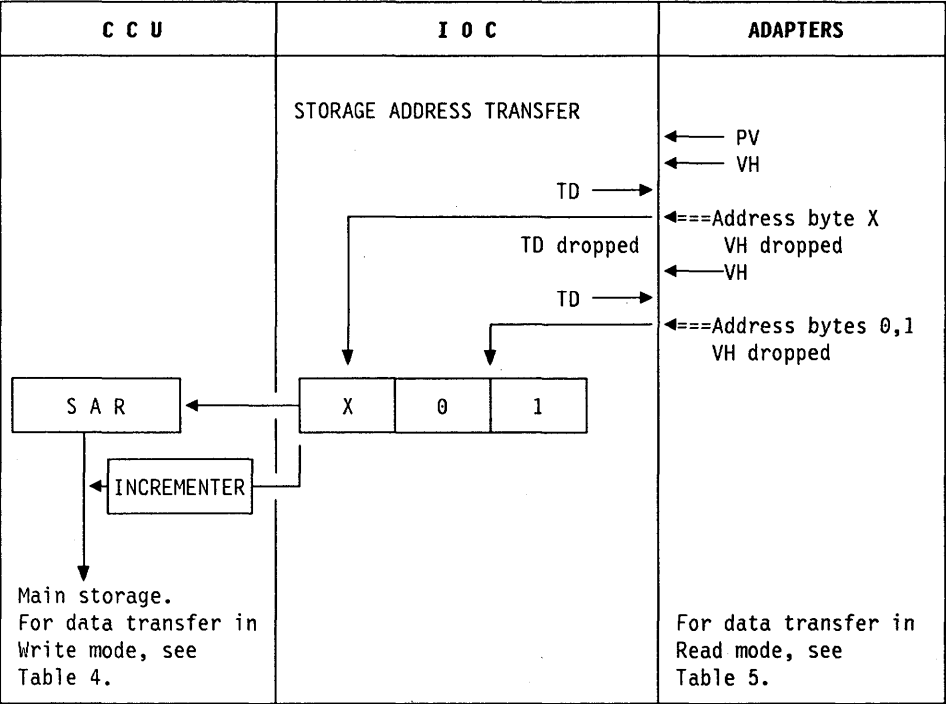 C C U
I O C
ADAPTERS
STORAGE ADDRESS TRANSFER
PV
VH
TD
===Address byte X
TD dropped
VH dropped
VH
TD
===Address bytes 0,1
VH dropped
S A R
X
0
1
INCREMENTER
Main storage.
For data transfer in
Write mode, see
Table 4.
For data transfer in
Read mode, see
Table 5.